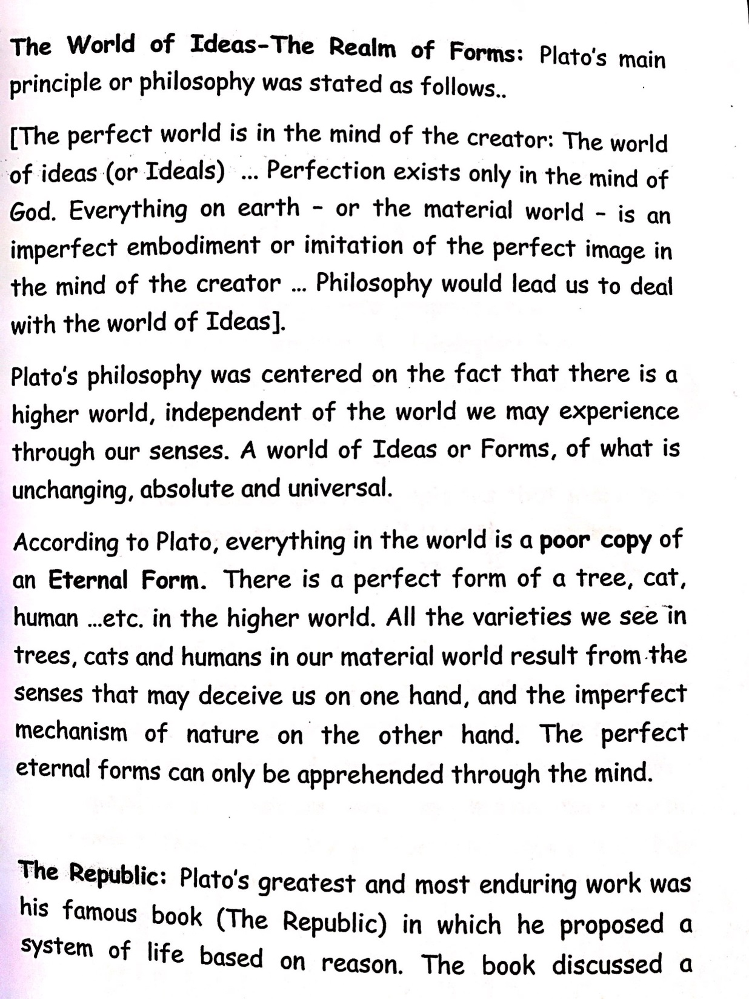 The World of Ideas-The Realm of Forms: Plato's main
principle or philosophy was stated as follows..
[The perfect world is in the mind of the creator: The world
of ideas (or Ideals) ... Perfection exists only in the mind of
God. Everything on earth - or the material world - is an
imperfect embodiment or imitation of the perfect image in
the mind of the creator ... Philosophy would lead us to deal
with the world of Ideas].
Plato's philosophy was centered on the fact that there is a
higher world, independent of the world we may experience
through our senses. A world of Ideas or Forms, of what is
unchanging, absolute and universal.
According to Plato, everything in the world is a poor copy of
an Eternal Form. There is a perfect form of a tree, cat,
human ...etc. in the higher world. All the varieties we see in
trees, cats and humans in our material world result from the
senses that may deceive us on one hand, and the imperfect
mechanism of nature on the other hand. The perfect
eternal forms can only be apprehended through the mind.
The Republic: Plato's greatest and most enduring work was
his famous book (The Republic) in which he proposed a
system of life based on reason. The book discussed a